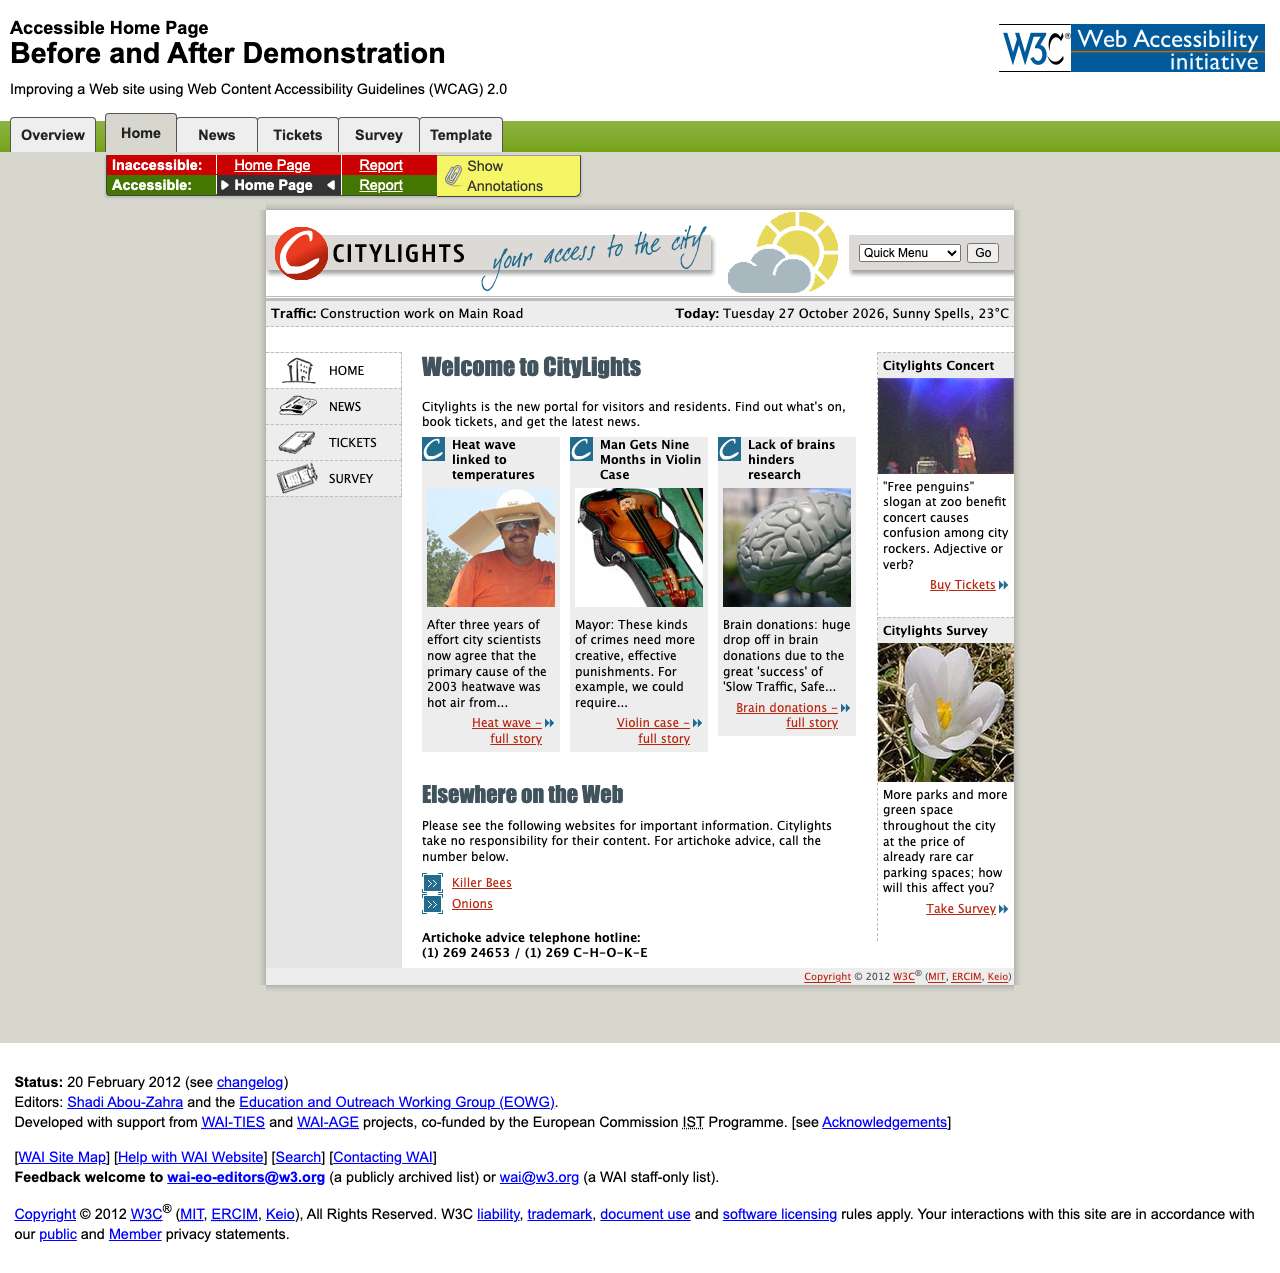 Accessible Home Page
Before and After Demonstration
Improving a Web site using Web Content Accessibility Guidelines (WCAG) 2.0
W3C® Web Accessibility
initiative
Overview
Home
News
Tickets
Survey
Template
Inaccessible: Home Page Report
Accessible: Home Page Report
Show
Annotations
CITYLIGHTS
your access to the city
Quick Menu
Go
Traffic: Construction work on Main Road
Today: Tuesday 27 October 2026, Sunny Spells, 23°C
HOME
NEWS
TICKETS
SURVEY
Welcome to CityLights
Citylights is the new portal for visitors and residents. Find out what's on,
book tickets, and get the latest news.
Heat wave
linked to
temperatures
After three years of
effort city scientists
now agree that the
primary cause of the
2003 heatwave was
hot air from...
Heat wave -
full story
Man Gets Nine
Months in Violin
Case
Mayor: These kinds
of crimes need more
creative, effective
punishments. For
example, we could
require...
Violin case -
full story
Lack of brains
hinders
research
Brain donations: huge
drop off in brain
donations due to the
great 'success' of
'Slow Traffic, Safe...
Brain donations -
full story
Elsewhere on the Web
Please see the following websites for important information. Citylights
take no responsibility for their content. For artichoke advice, call the
number below.
Killer Bees
Onions
Artichoke advice telephone hotline:
(1) 269 24653 / (1) 269 C-H-O-K-E
Citylights Concert
"Free penguins"
slogan at zoo benefit
concert causes
confusion among city
rockers. Adjective or
verb?
Buy Tickets
Citylights Survey
More parks and more
green space
throughout the city
at the price of
already rare car
parking spaces; how
will this affect you?
Take Survey
Copyright © 2012 W3C® (MIT, ERCIM, Keio)
Status: 20 February 2012 (see changelog)
Editors: Shadi Abou-Zahra and the Education and Outreach Working Group (EOWG).
Developed with support from WAI-TIES and WAI-AGE projects, co-funded by the European Commission IST Programme. [see Acknowledgements]
[WAI Site Map] [Help with WAI Website] [Search] [Contacting WAI]
Feedback welcome to wai-eo-editors@w3.org (a publicly archived list) or wai@w3.org (a WAI staff-only list).
Copyright © 2012 W3C® (MIT, ERCIM, Keio), All Rights Reserved. W3C liability, trademark, document use and software licensing rules apply. Your interactions with this site are in accordance with
our public and Member privacy statements.